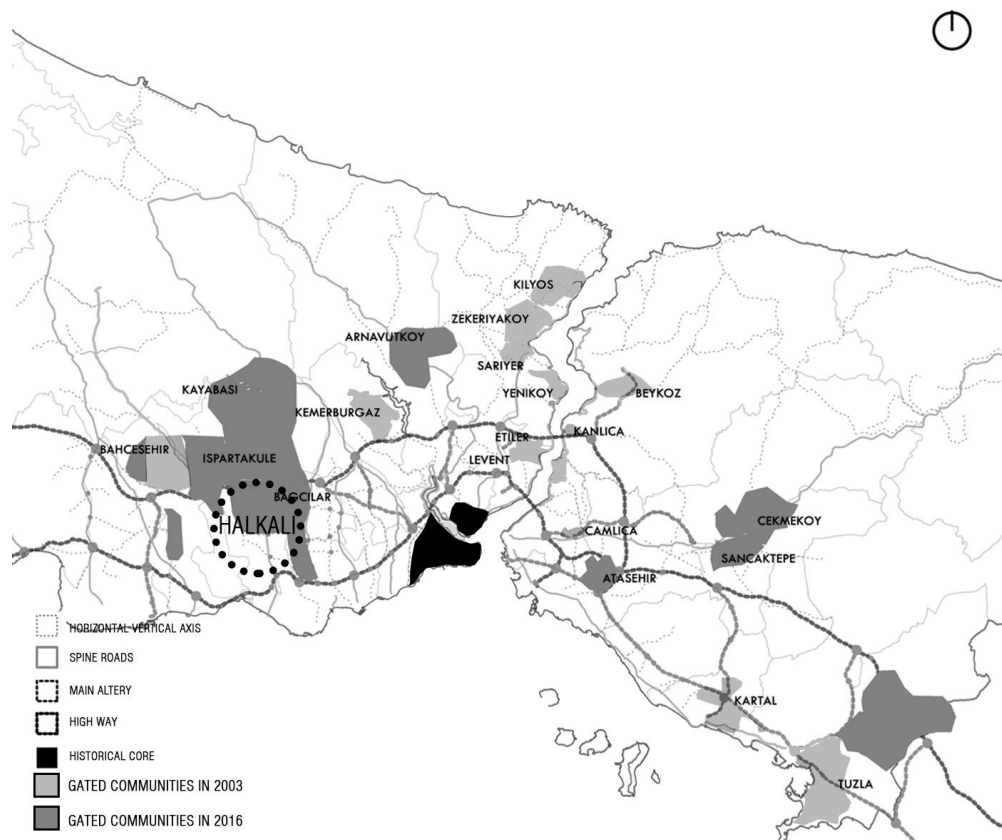 KILYOS
ZEKERIYAKOY
ARNAVUTKOY
SARIYER
KAYABASI
YENIKOY
BEYKOZ
KEMERBURGAZ
KANLICA
ETILER
BAHCESEHIR
ISPARTAKULE
LEVENT
BAGCILAR
CEKMEKOY
HALKALI
CAMLICA
SANCAKTEPE
ATASEHIR
HORIZONTAL-VERTICAL AXIS
SPINE ROADS
MAIN ALTERY
KARTAL
HIGH WAY
HISTORICAL CORE
GATED COMMUNITIES IN 2003
TUZLA
GATED COMMUNITIES IN 2016